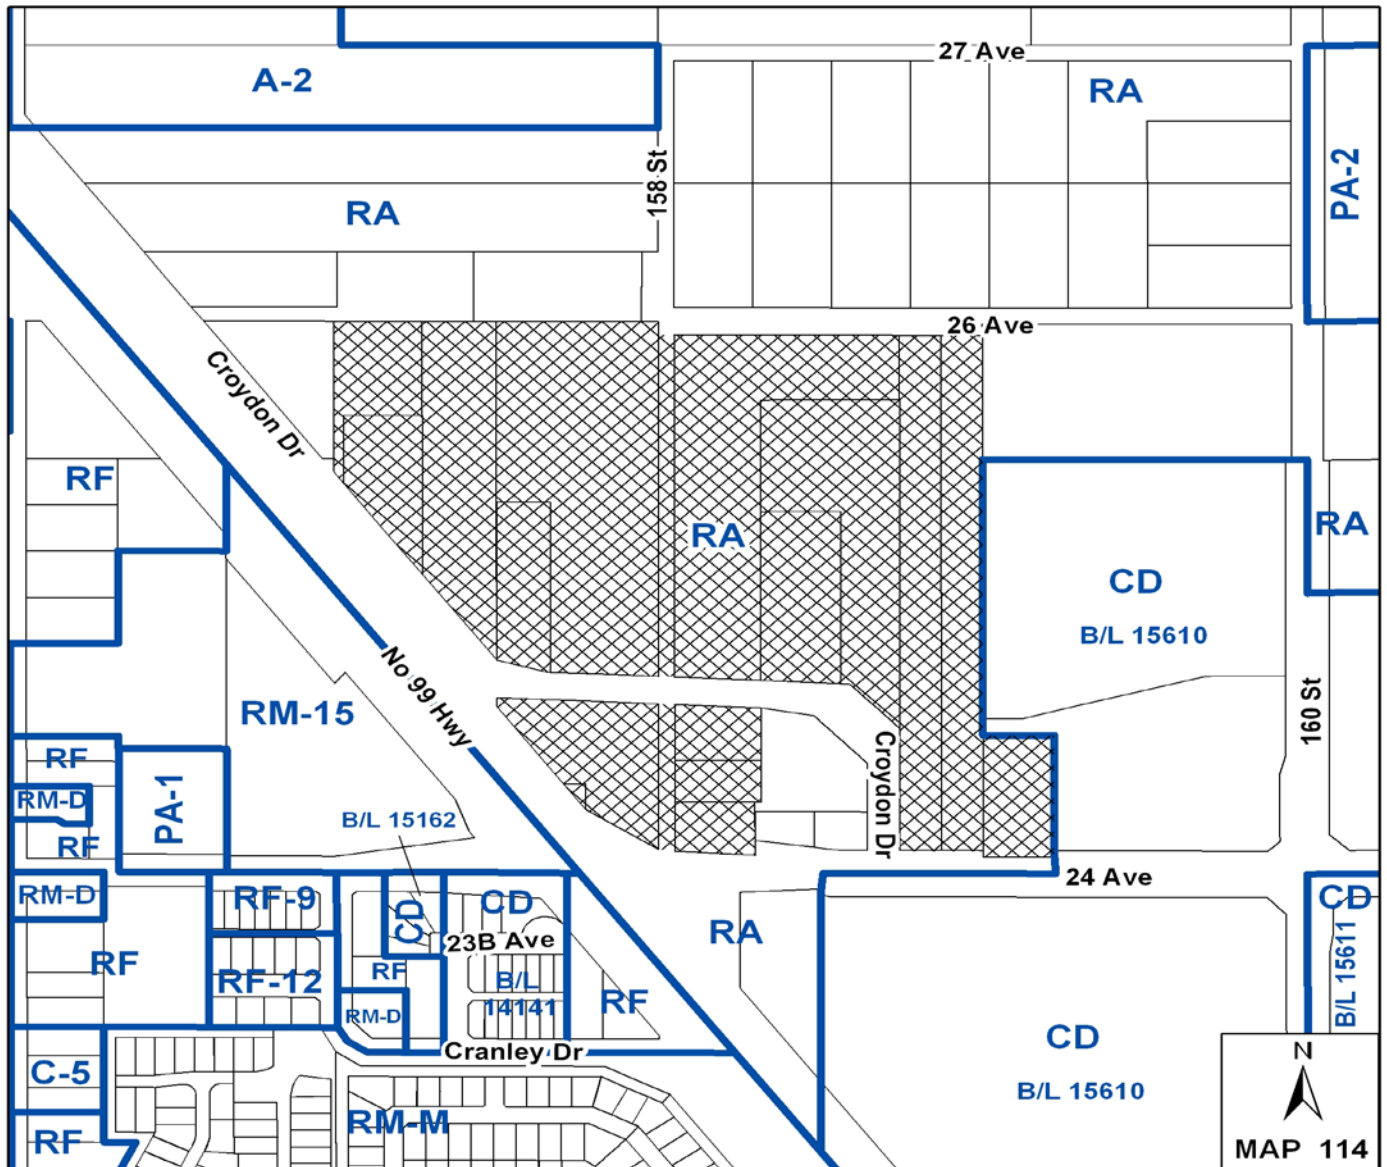 27 Ave
A-2
RA
158 St
PA-2
RA
26 Ave
Croydon Dr
RF
RA
RA
CD
B/L 15610
No 99 Hwy
RM-15
160 St
RF
RM-D
PA-1
Croydon Dr
B/L 15162
RF
24 Ave
RM-D
RF-9
CD
CD
CD
RA
23B Ave
RF
RF
RF-12
B/L
14141
RF
B/L 15611
RM-D
CD
Cranley Dr
N
C-5
B/L 15610
RM-M
RF
MAP 114